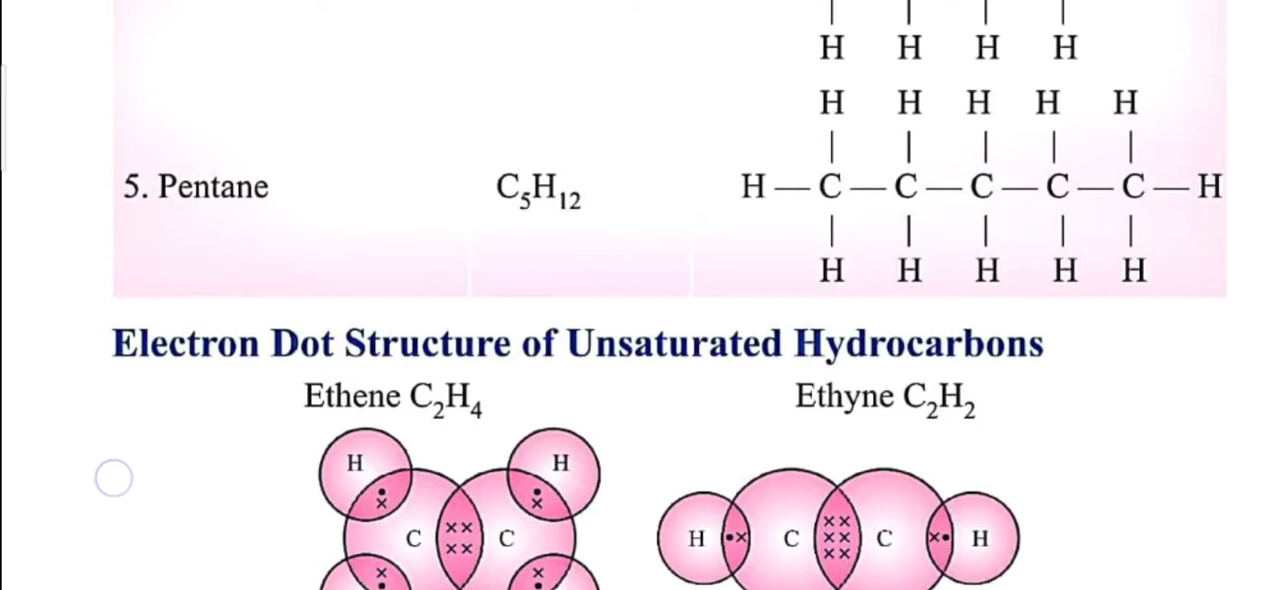 | | | |
H H H H
H H H H H
| | | | |
5. Pentane C₅H₁₂ H—C—C—C—C—C—H
| | | | |
H H H H H
Electron Dot Structure of Unsaturated Hydrocarbons
Ethene C₂H₄ Ethyne C₂H₂
H H
•× •×
C ×× ×× C
H •× C ×× ×× ×× C ו H
ו ו